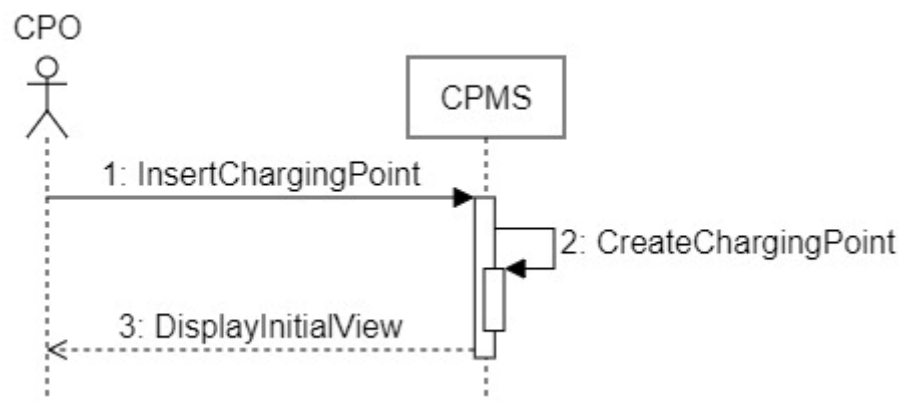 CPO
CPMS
1: InsertChargingPoint
2: CreateChargingPoint
3: DisplayInitialView